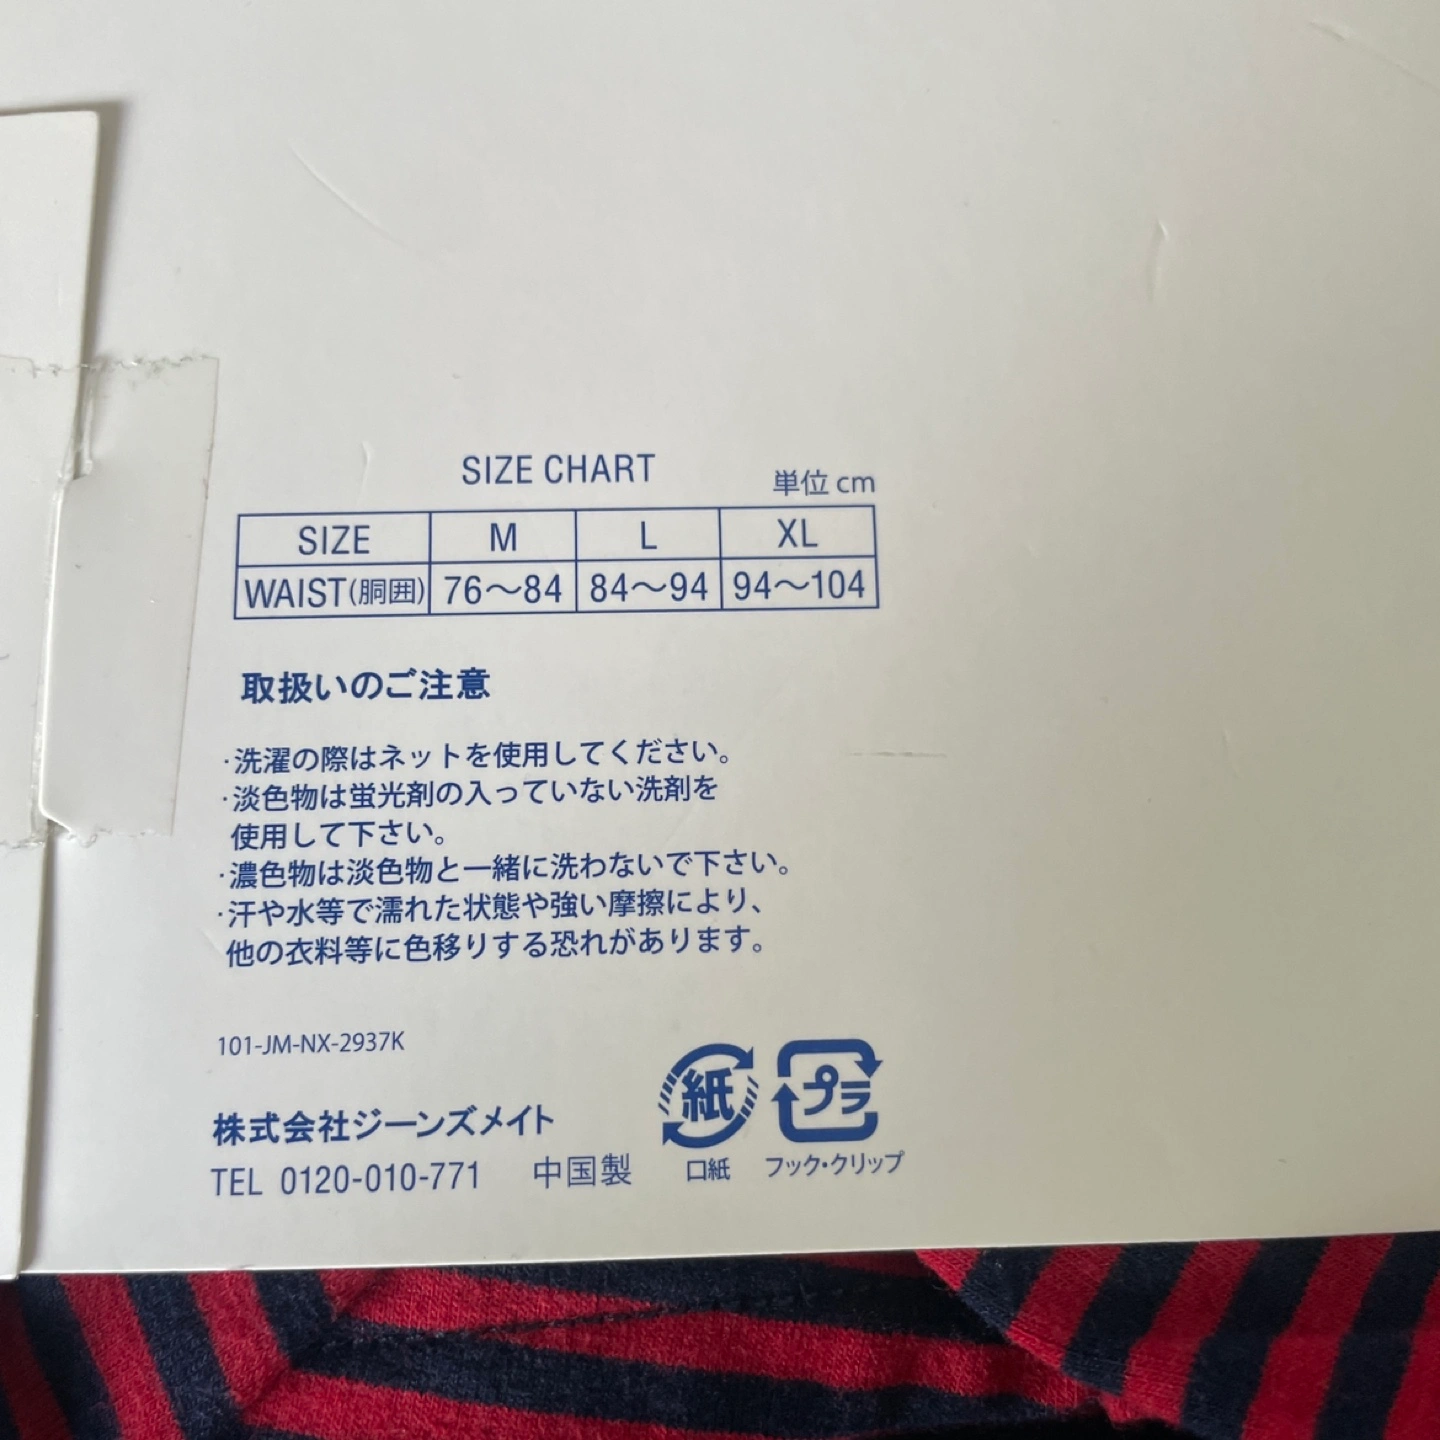 SIZE CHART
単位 cm
SIZE M L XL
WAIST(胴囲) 76〜84 84〜94 94〜104
取扱いのご注意
・洗濯の際はネットを使用してください。
・淡色物は蛍光剤の入っていない洗剤を
使用して下さい。
・濃色物は淡色物と一緒に洗わないで下さい。
・汗や水等で濡れた状態や強い摩擦により、
他の衣料等に色移りする恐れがあります。
101-JM-NX-2937K
株式会社ジーンズメイト
TEL 0120-010-771 中国製
紙 プラ
口紙 フック・クリップ